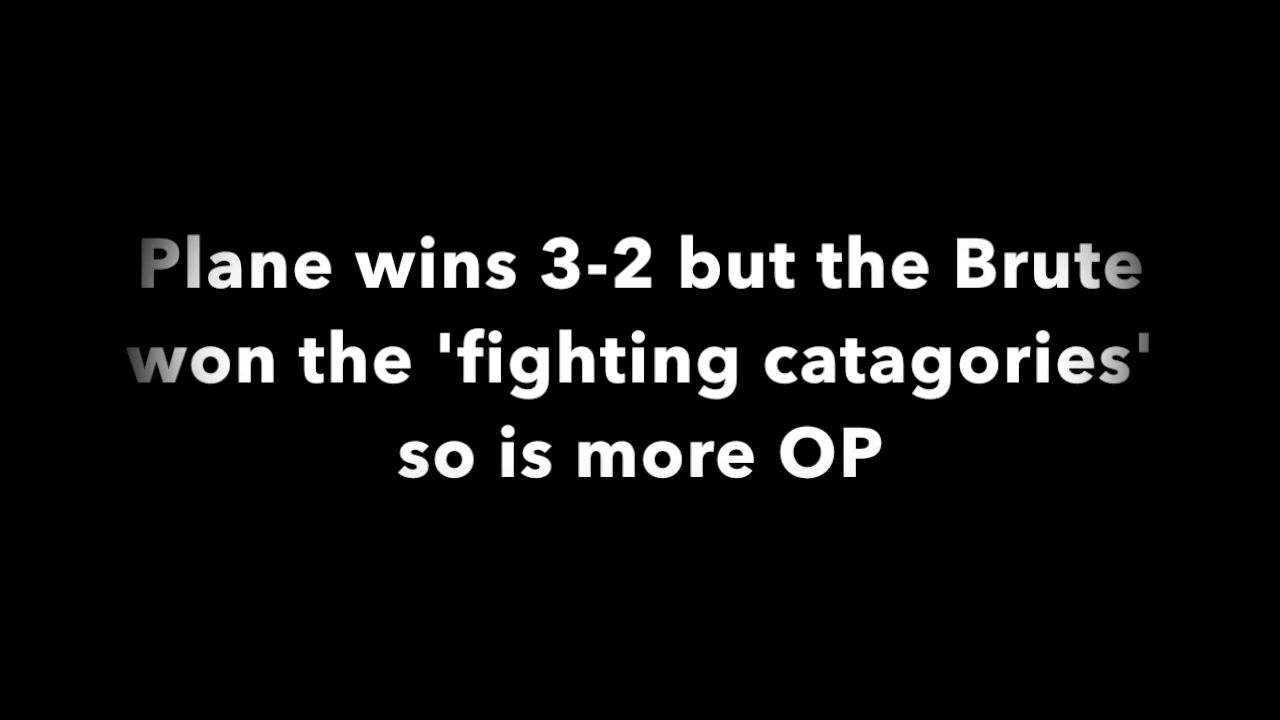 Plane wins 3-2 but the Brute
won the 'fighting catagories'
so is more OP